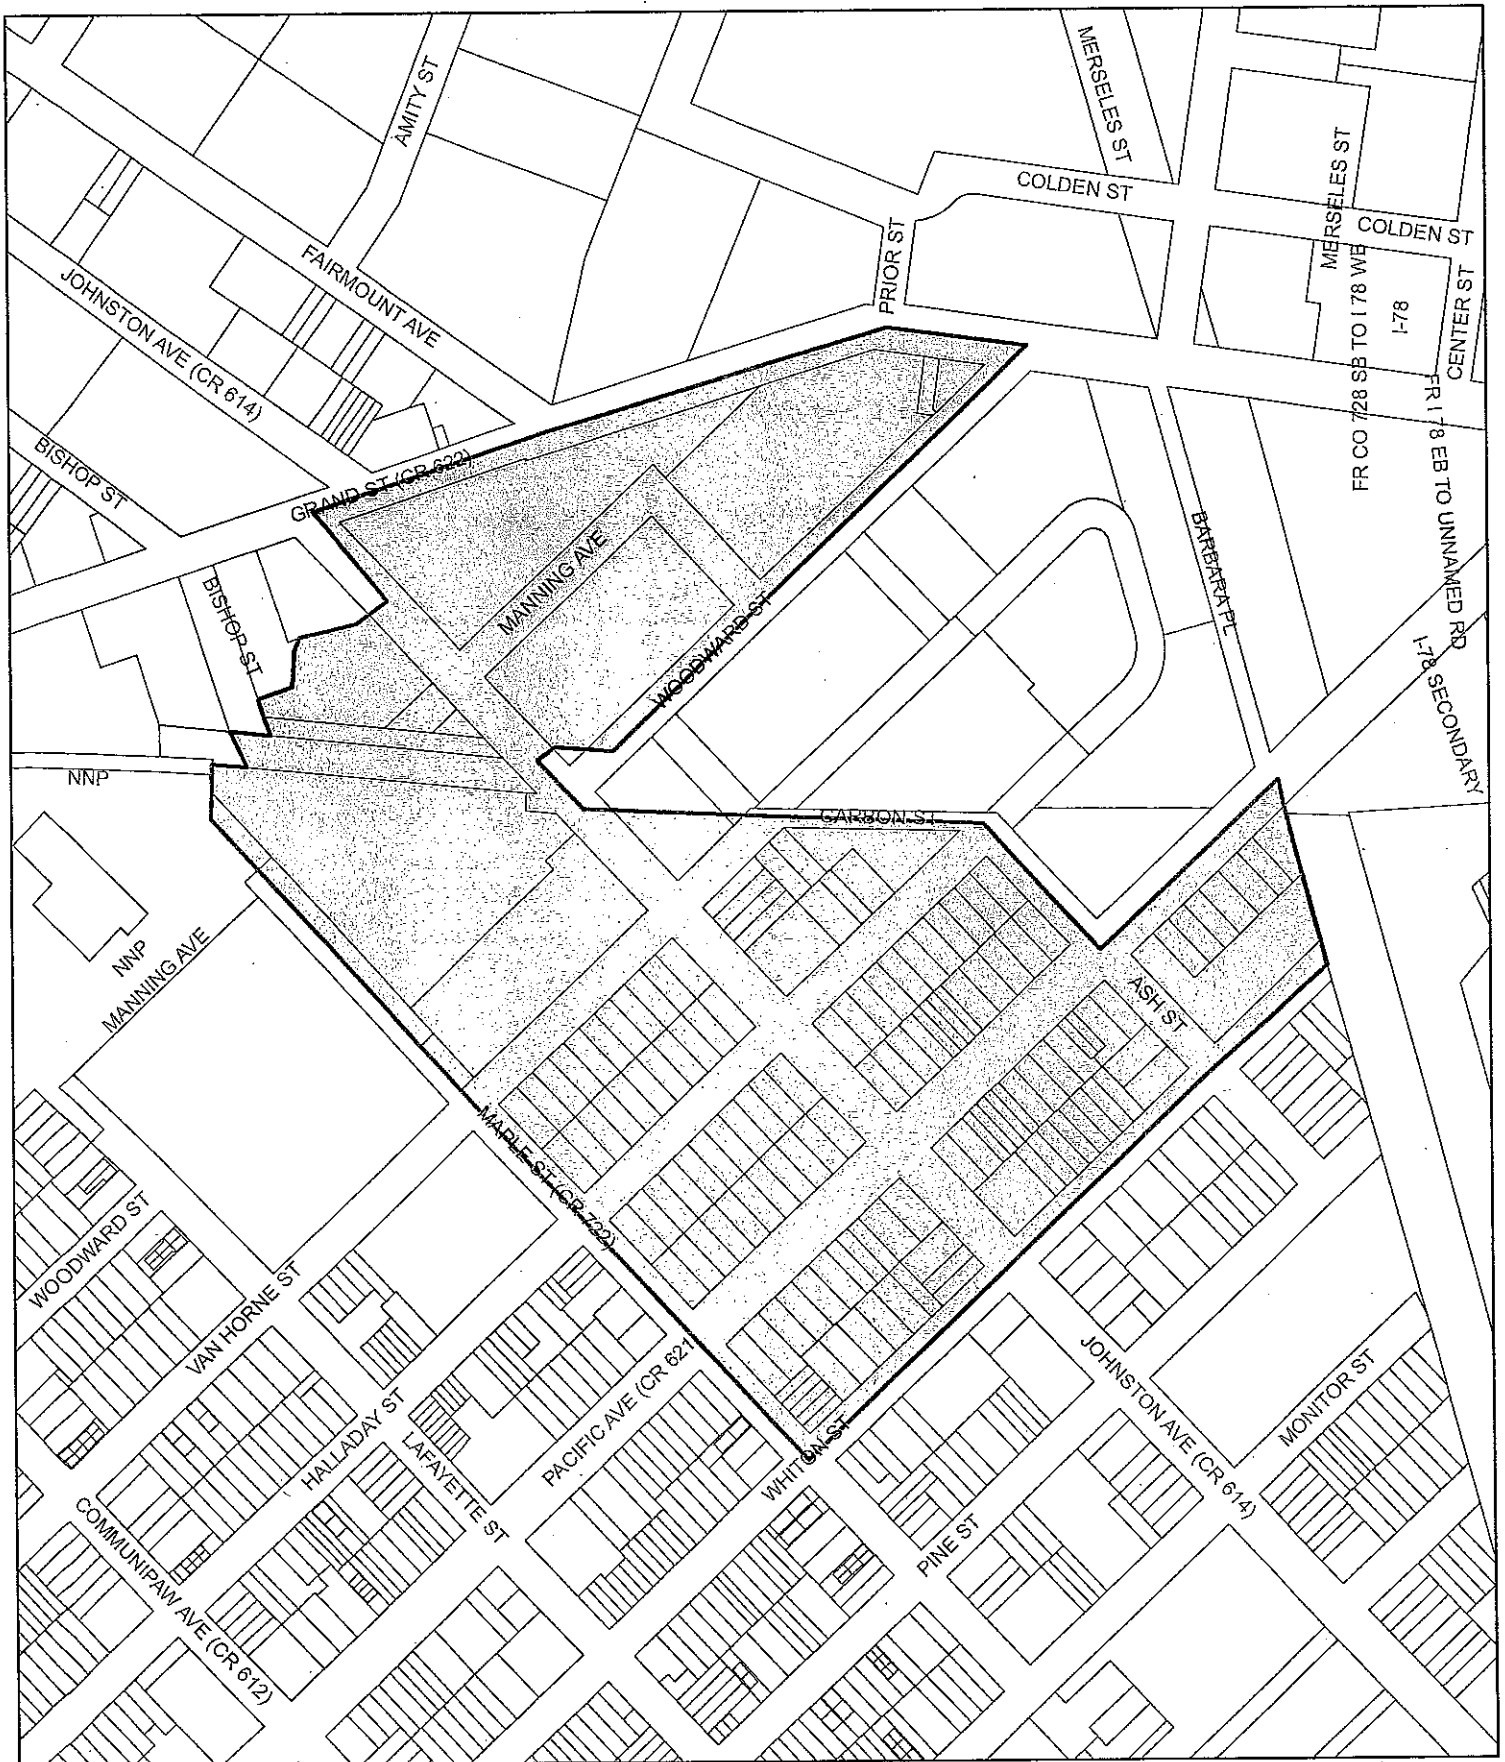 AMITY ST
MERSELES ST
COLDEN ST
MERSELES ST
COLDEN ST
PRIOR ST
FAIRMOUNT AVE
JOHNSTON AVE (CR 614)
FR CO 728 SB TO I 78 WB
I-78
CENTER ST
BISHOP ST
GRAND ST (CR 622)
FR I 78 EB TO UNNAMED RD
BARBARA PL
MANNING AVE
BISHOP ST
WOODWARD ST
I-78 SECONDARY
NNP
CARBON ST
NNP
MANNING AVE
ASH ST
MAPLE ST (CR 722)
WOODWARD ST
VAN HORNE ST
HALLADAY ST
LAFAYETTE ST
PACIFIC AVE (CR 621
WHITON ST
JOHNSTON AVE (CR 614)
MONITOR ST
PINE ST
COMMUNIPAW AVE (CR 612)